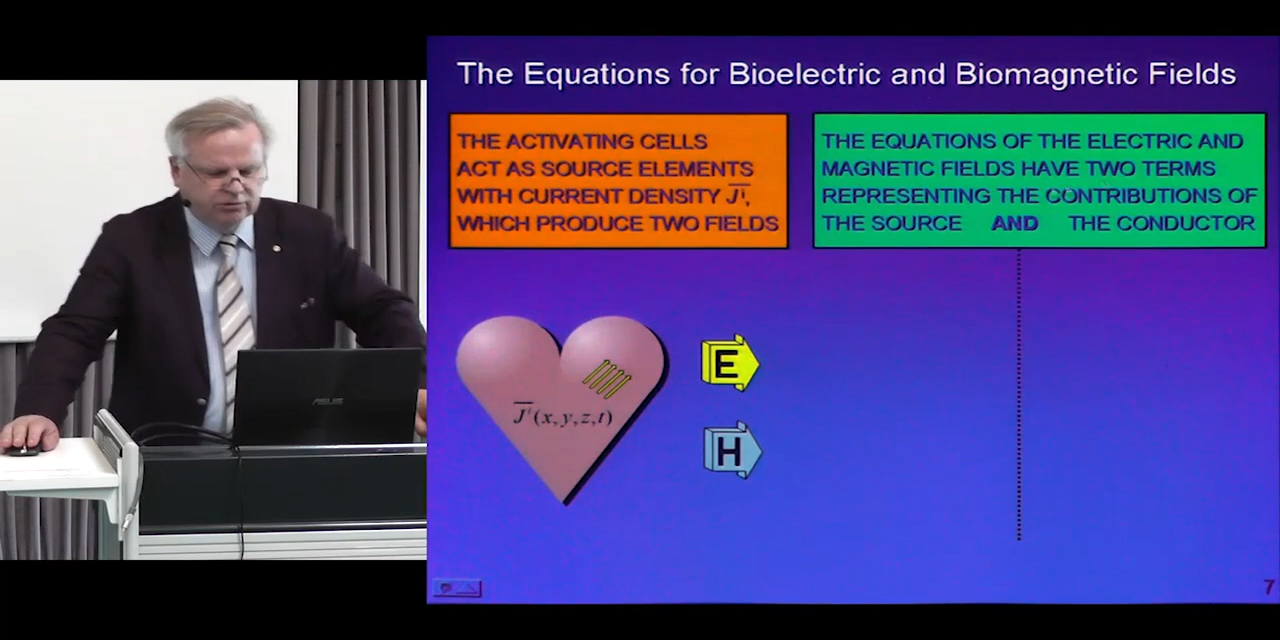 The Equations for Bioelectric and Biomagnetic Fields
THE ACTIVATING CELLS
ACT AS SOURCE ELEMENTS
WITH CURRENT DENSITY J̅ⁱ,
WHICH PRODUCE TWO FIELDS
THE EQUATIONS OF THE ELECTRIC AND
MAGNETIC FIELDS HAVE TWO TERMS
REPRESENTING THE CONTRIBUTIONS OF
THE SOURCE AND THE CONDUCTOR
J̅ⁱ(x,y,z,t)
E
H
ASUS
7